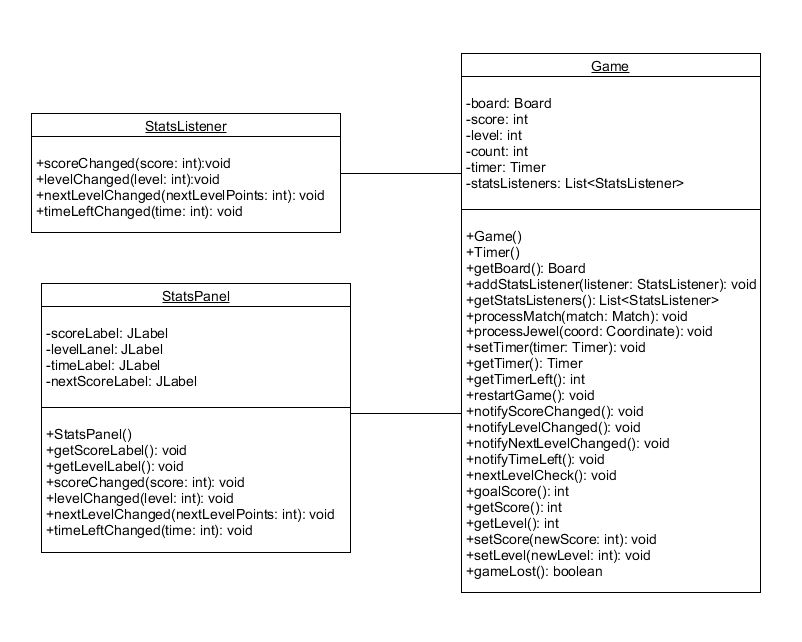 StatsListener
+scoreChanged(score: int):void
+levelChanged(level: int):void
+nextLevelChanged(nextLevelPoints: int): void
+timeLeftChanged(time: int): void
StatsPanel
-scoreLabel: JLabel
-levelLanel: JLabel
-timeLabel: JLabel
-nextScoreLabel: JLabel
+StatsPanel()
+getScoreLabel(): void
+getLevelLabel(): void
+scoreChanged(score: int): void
+levelChanged(level: int): void
+nextLevelChanged(nextLevelPoints: int): void
+timeLeftChanged(time: int): void
Game
-board: Board
-score: int
-level: int
-count: int
-timer: Timer
-statsListeners: List<StatsListener>
+Game()
+Timer()
+getBoard(): Board
+addStatsListener(listener: StatsListener): void
+getStatsListeners(): List<StatsListener>
+processMatch(match: Match): void
+processJewel(coord: Coordinate): void
+setTimer(timer: Timer): void
+getTimer(): Timer
+getTimerLeft(): int
+restartGame(): void
+notifyScoreChanged(): void
+notifyLevelChanged(): void
+notifyNextLevelChanged(): void
+notifyTimeLeft(): void
+nextLevelCheck(): void
+goalScore(): int
+getScore(): int
+getLevel(): int
+setScore(newScore: int): void
+setLevel(newLevel: int): void
+gameLost(): boolean